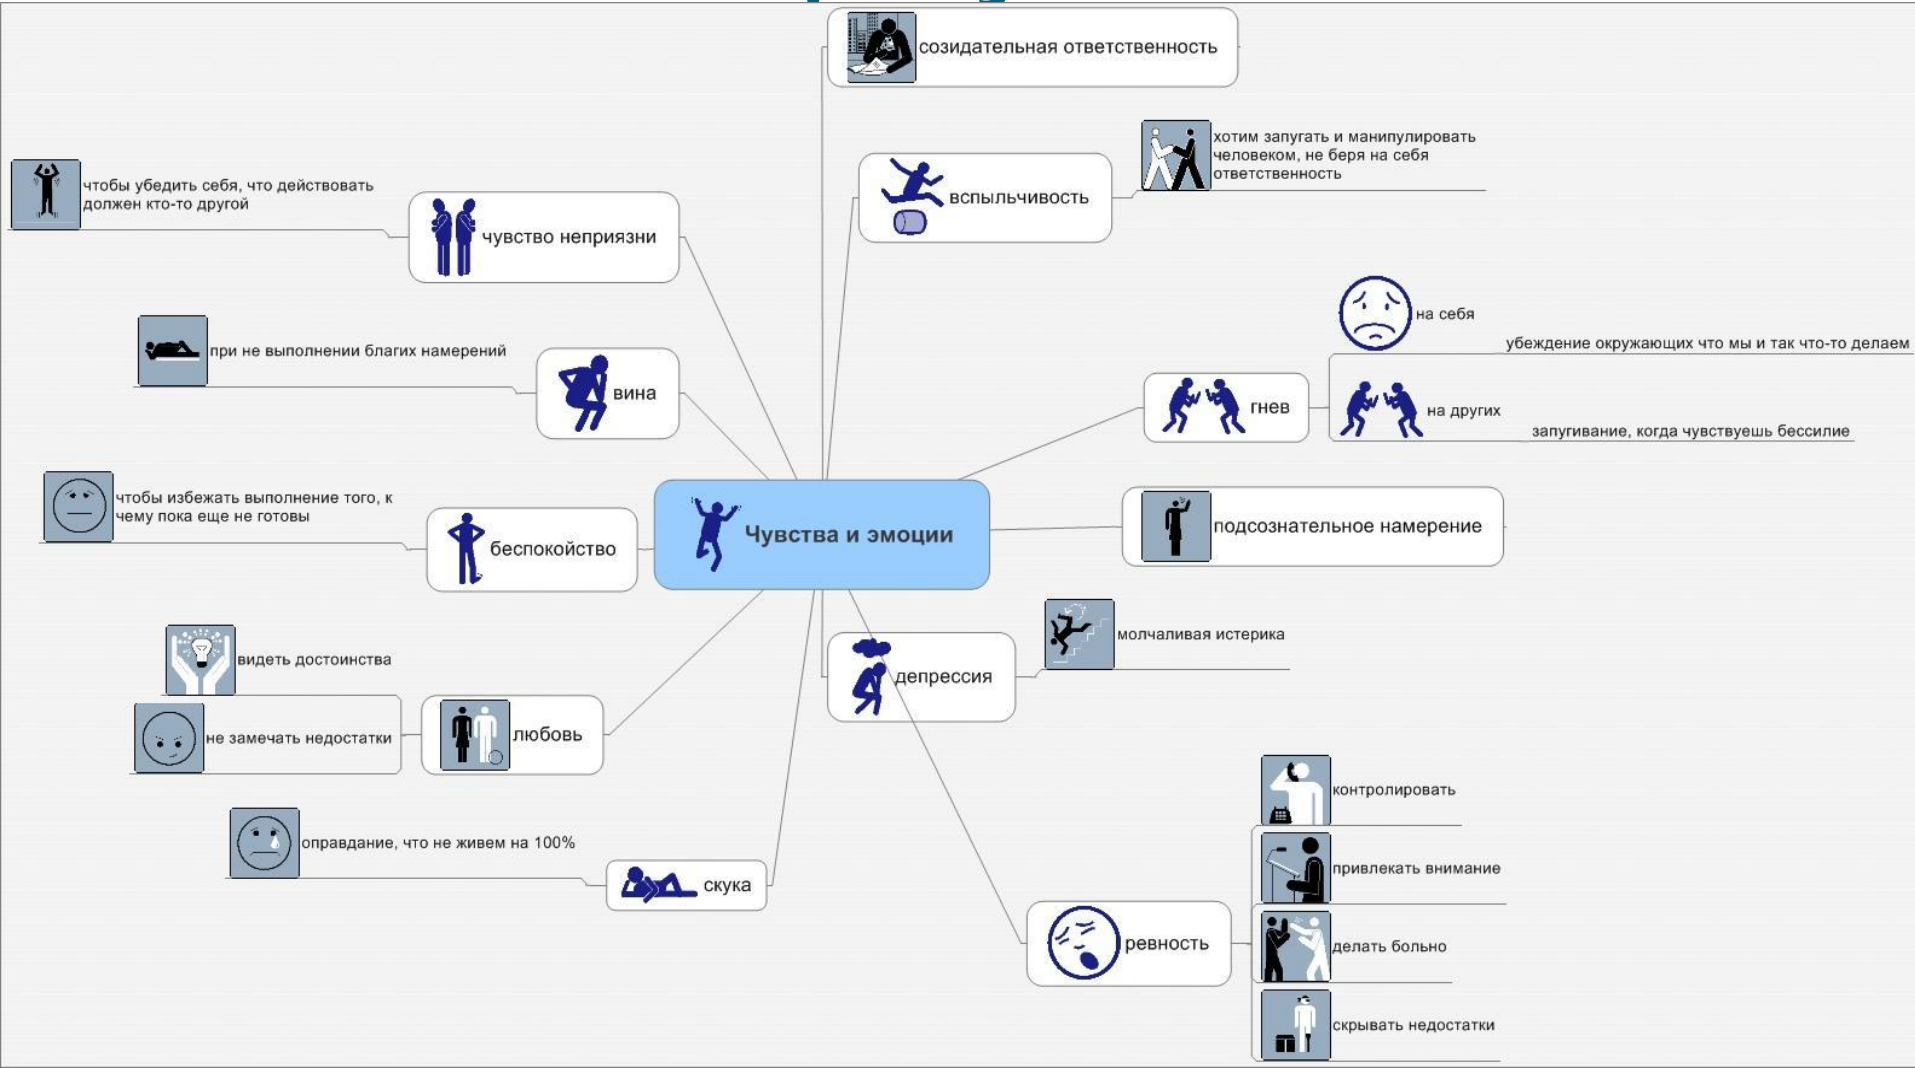 созидательная ответственность
хотим запугать и манипулировать
человеком, не беря на себя
ответственность
вспыльчивость
чтобы убедить себя, что действовать
должен кто-то другой
чувство неприязни
на себя
убеждение окружающих что мы и так что-то делаем
при не выполнении благих намерений
вина
гнев
на других
запугивание, когда чувствуешь бессилие
чтобы избежать выполнение того, к
чему пока еще не готовы
беспокойство
Чувства и эмоции
подсознательное намерение
молчаливая истерика
депрессия
видеть достоинства
не замечать недостатки
любовь
оправдание, что не живем на 100%
скука
контролировать
привлекать внимание
ревность
делать больно
скрывать недостатки